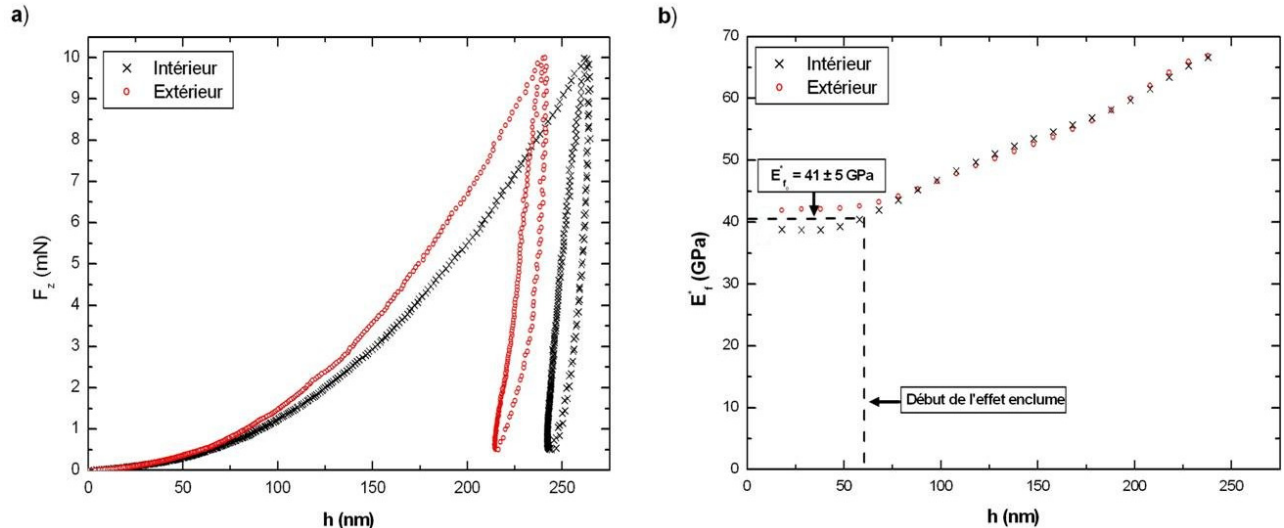 a)
10
9
8
7
6
5
4
3
2
1
0
F_z (mN)
× Intérieur
○ Extérieur
0 50 100 150 200 250
h (nm)
b)
70
60
50
40
30
20
10
0
E*_f (GPa)
× Intérieur
○ Extérieur
E*_f0 = 41 ± 5 GPa
Début de l'effet enclume
0 50 100 150 200 250
h (nm)